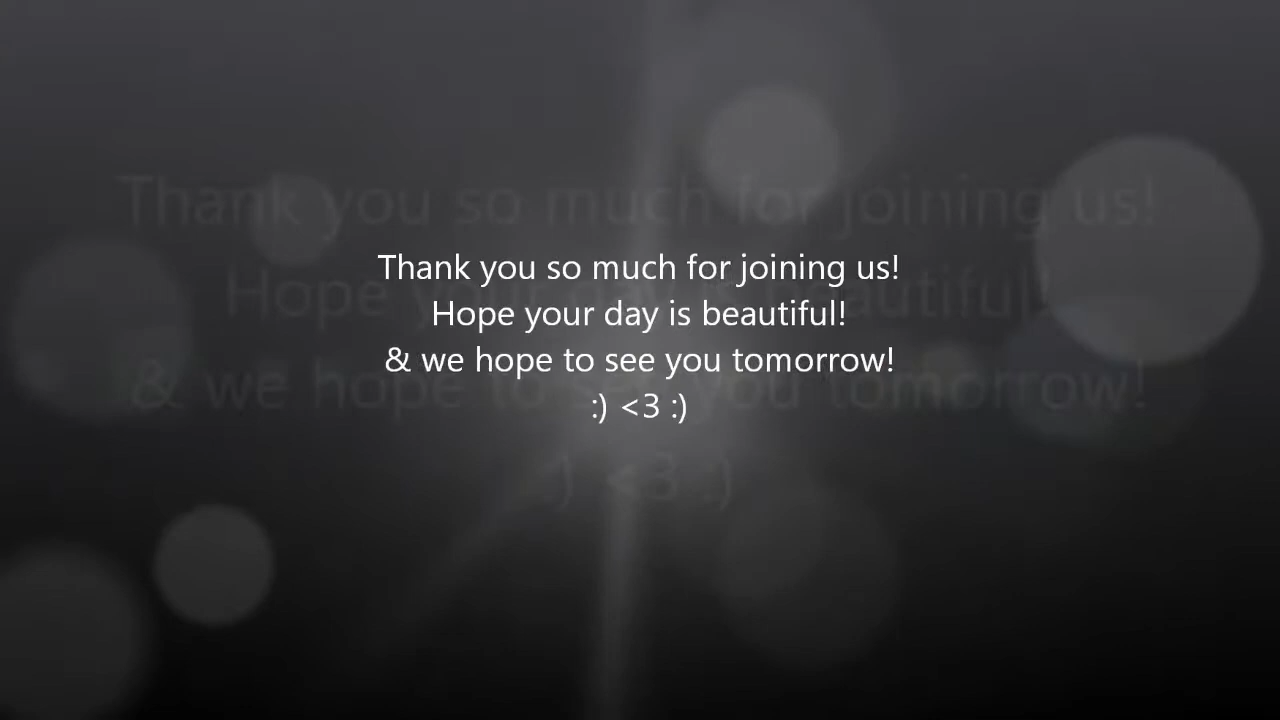 Thank you so much for joining us!
Hope your day is beautiful!
& we hope to see you tomorrow!
:) <3 :)